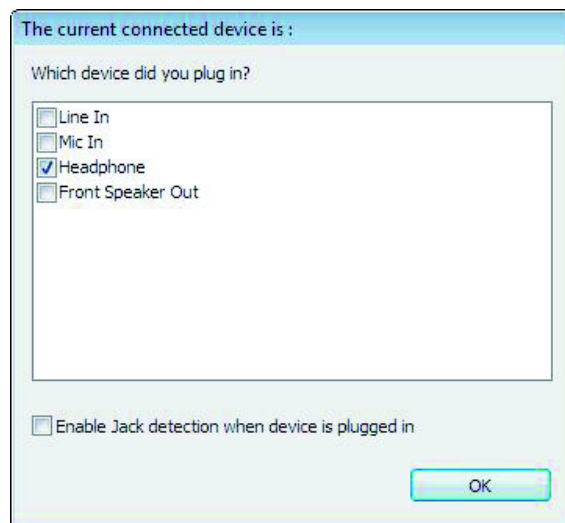 The current connected device is :
Which device did you plug in?
Line In
Mic In
Headphone
Front Speaker Out
Enable Jack detection when device is plugged in
OK